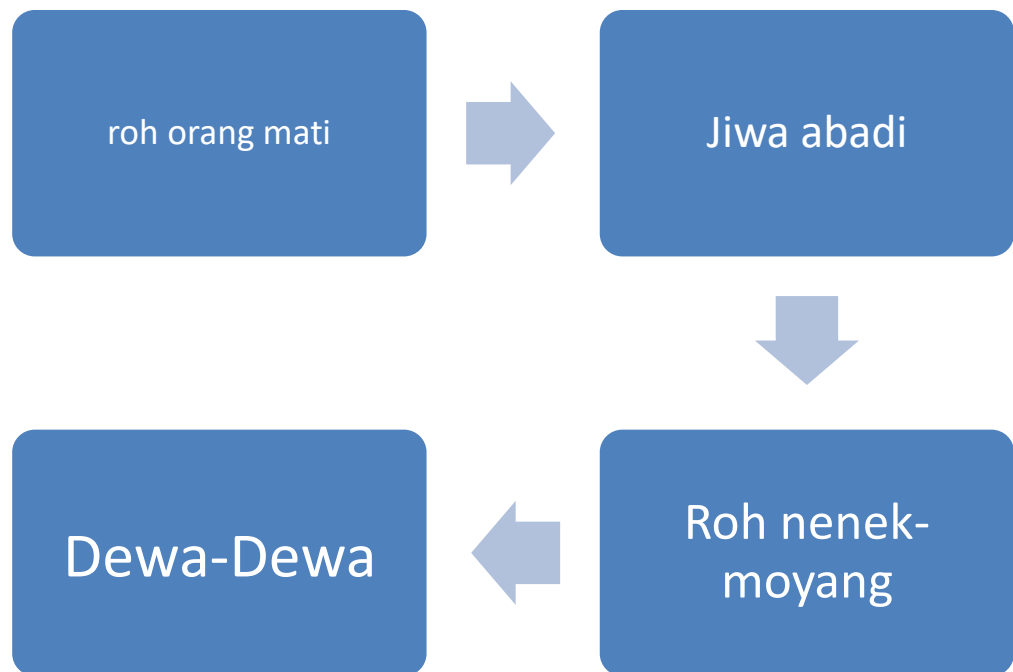 roh orang mati
Jiwa abadi
Roh nenek-
moyang
Dewa-Dewa